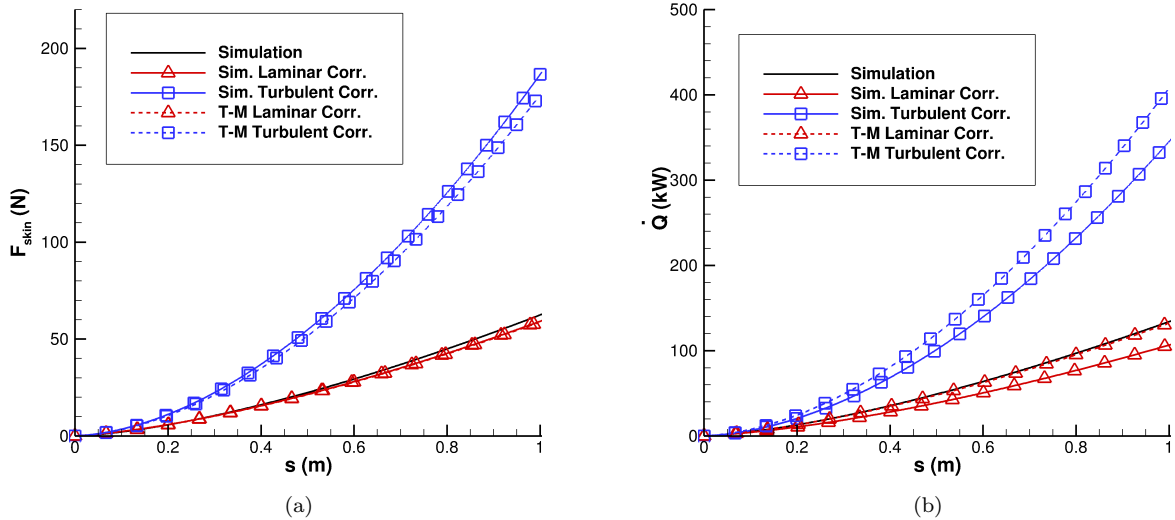 F_skin (N)
200
150
100
50
0
Simulation
Sim. Laminar Corr.
Sim. Turbulent Corr.
T-M Laminar Corr.
T-M Turbulent Corr.
0 0.2 0.4 0.6 0.8 1
s (m)
(a)
Q̇ (kW)
500
400
300
200
100
0
Simulation
Sim. Laminar Corr.
Sim. Turbulent Corr.
T-M Laminar Corr.
T-M Turbulent Corr.
0 0.2 0.4 0.6 0.8 1
s (m)
(b)